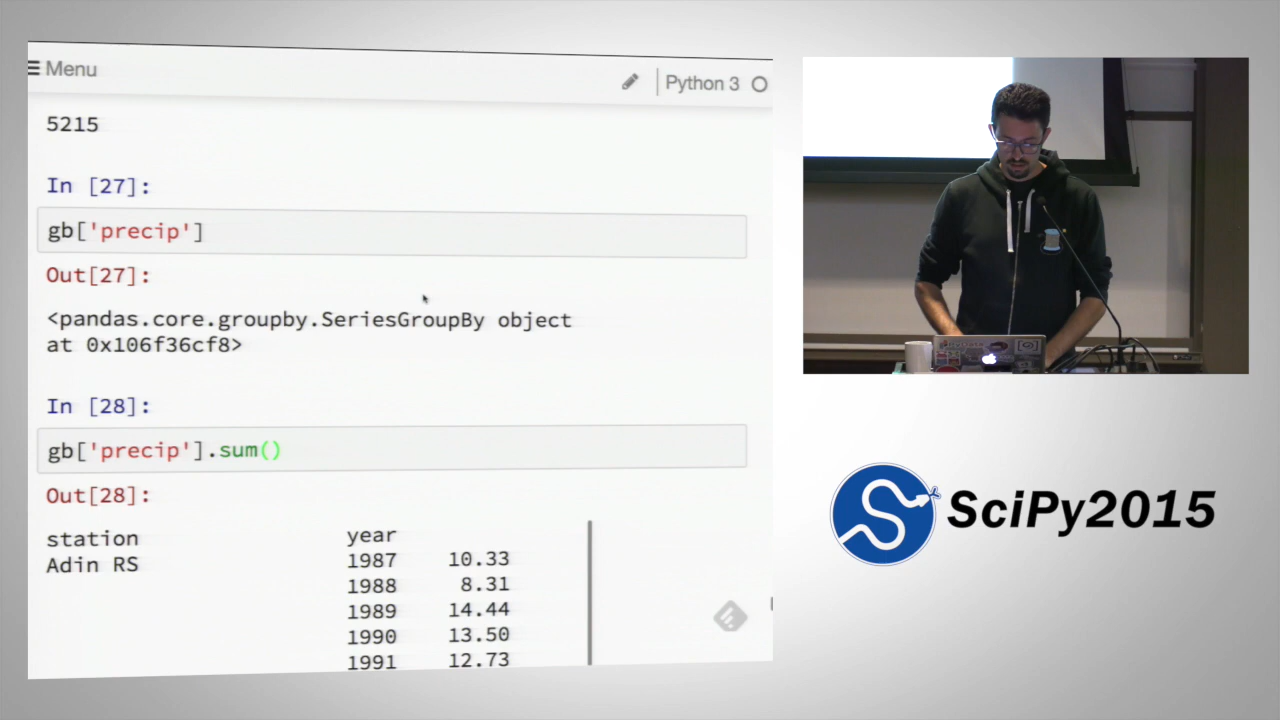 Menu
Python 3
5215
In [27]:
gb['precip']
Out[27]:
<pandas.core.groupby.SeriesGroupBy object
at 0x106f36cf8>
In [28]:
gb['precip'].sum()
Out[28]:
station year
Adin RS 1987 10.33
1988 8.31
1989 14.44
1990 13.50
1991 12.73
SciPy2015